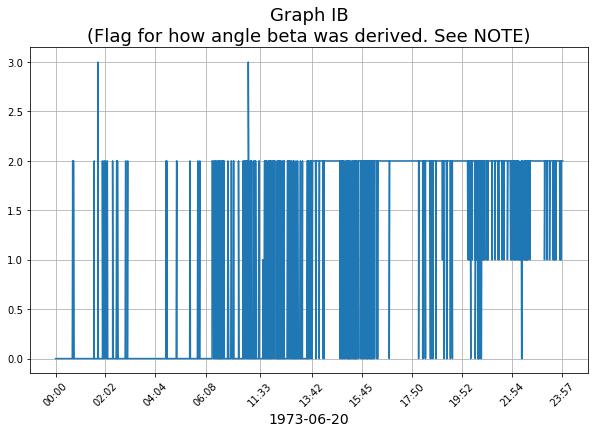 Graph IB
(Flag for how angle beta was derived. See NOTE)
3.0
2.5
2.0
1.5
1.0
0.5
0.0
00:00 02:02 04:04 06:08 11:33 13:42 15:45 17:50 19:52 21:54 23:57
1973-06-20